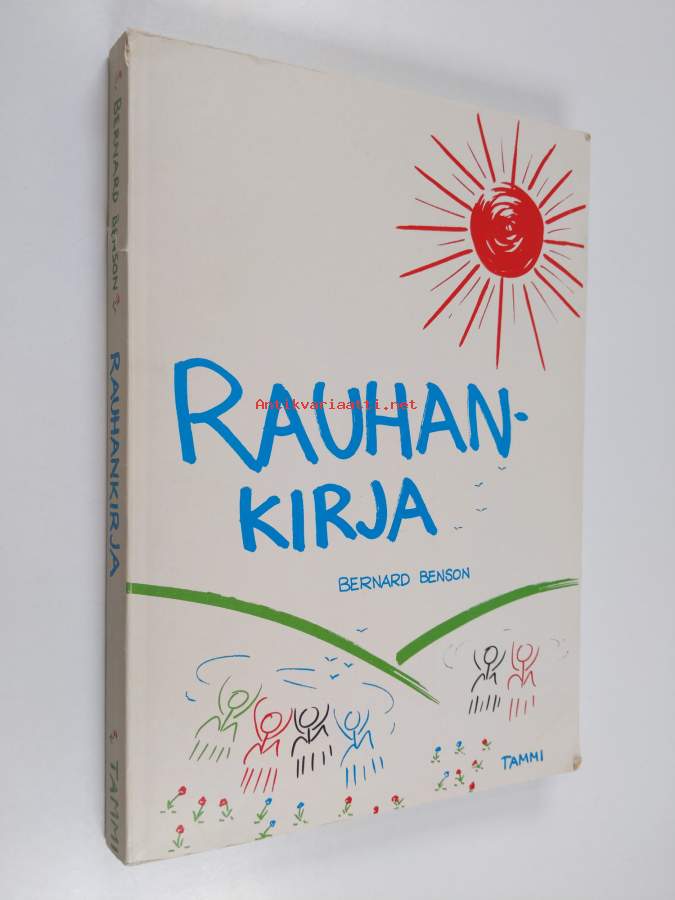 BERNARD BENSON
RAUHANKIRJA
TAMMI
RAUHAN-
Antikvariaatti.net
KIRJA
BERNARD BENSON
TAMMI